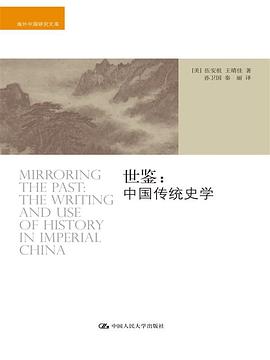 海外中国研究文库
[美] 伍安祖 王晴佳 著
孙卫国 秦丽 译
MIRRORING
THE PAST:
THE WRITING
AND USE
OF HISTORY
IN IMPERIAL
CHINA
世鉴：
中国传统史学
中国人民大学出版社